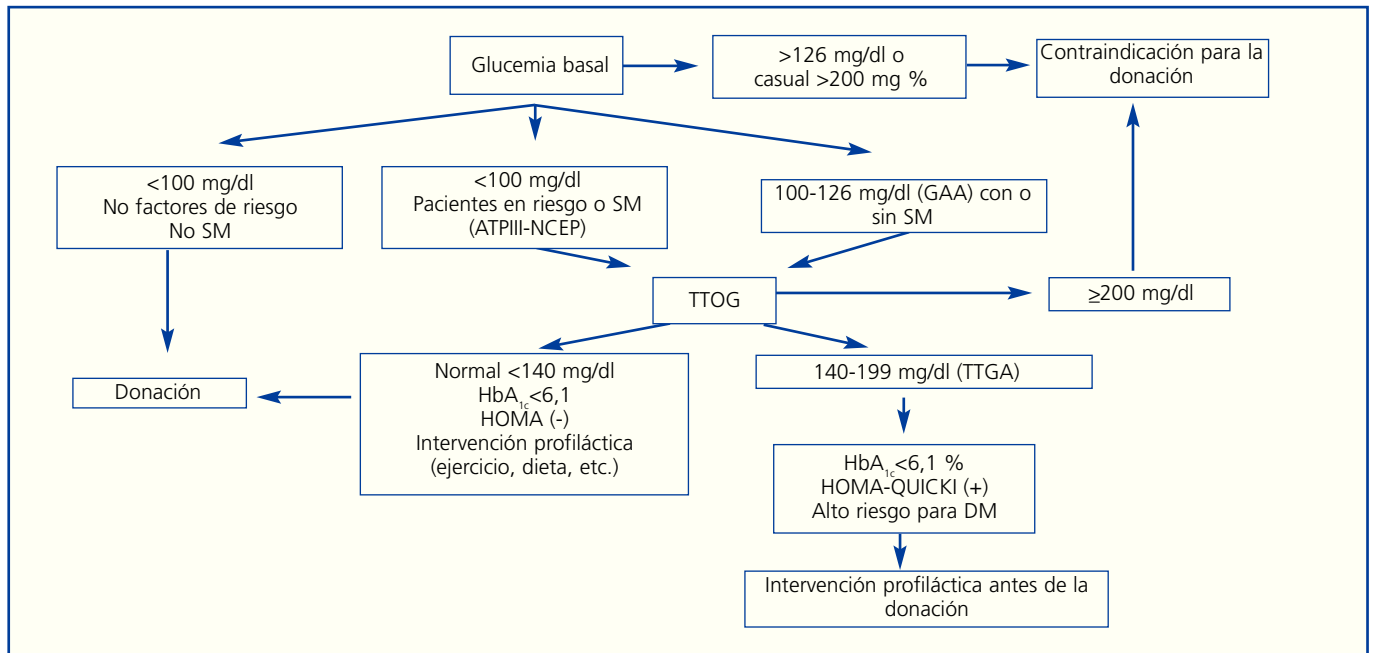 Glucemia basal
>126 mg/dl o
casual >200 mg %
Contraindicación para la
donación
<100 mg/dl
No factores de riesgo
No SM
<100 mg/dl
Pacientes en riesgo o SM
(ATPIII-NCEP)
100-126 mg/dl (GAA) con o
sin SM
TTOG
≥200 mg/dl
Donación
Normal <140 mg/dl
HbA1c<6,1
HOMA (-)
Intervención profiláctica
(ejercicio, dieta, etc.)
140-199 mg/dl (TTGA)
HbA1c<6,1 %
HOMA-QUICKI (+)
Alto riesgo para DM
Intervención profiláctica antes de la
donación